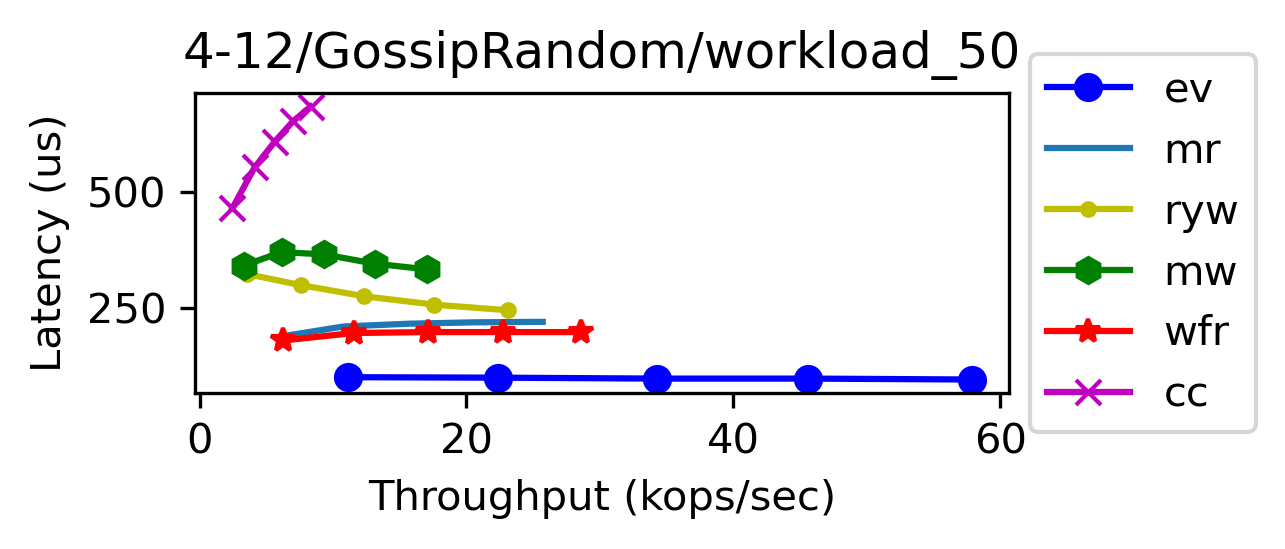 4-12/GossipRandom/workload_50
Latency (us)
500
250
0
20
40
60
Throughput (kops/sec)
ev
mr
ryw
mw
wfr
cc